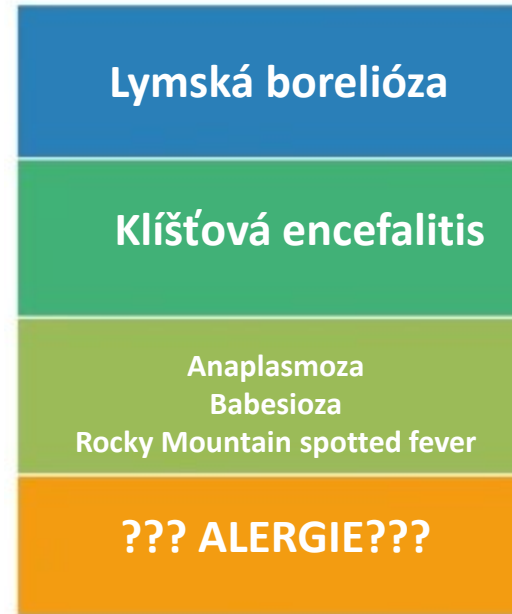 Lymská borelióza
Klíšťová encefalitis
Anaplasmoza
Babesioza
Rocky Mountain spotted fever
??? ALERGIE???